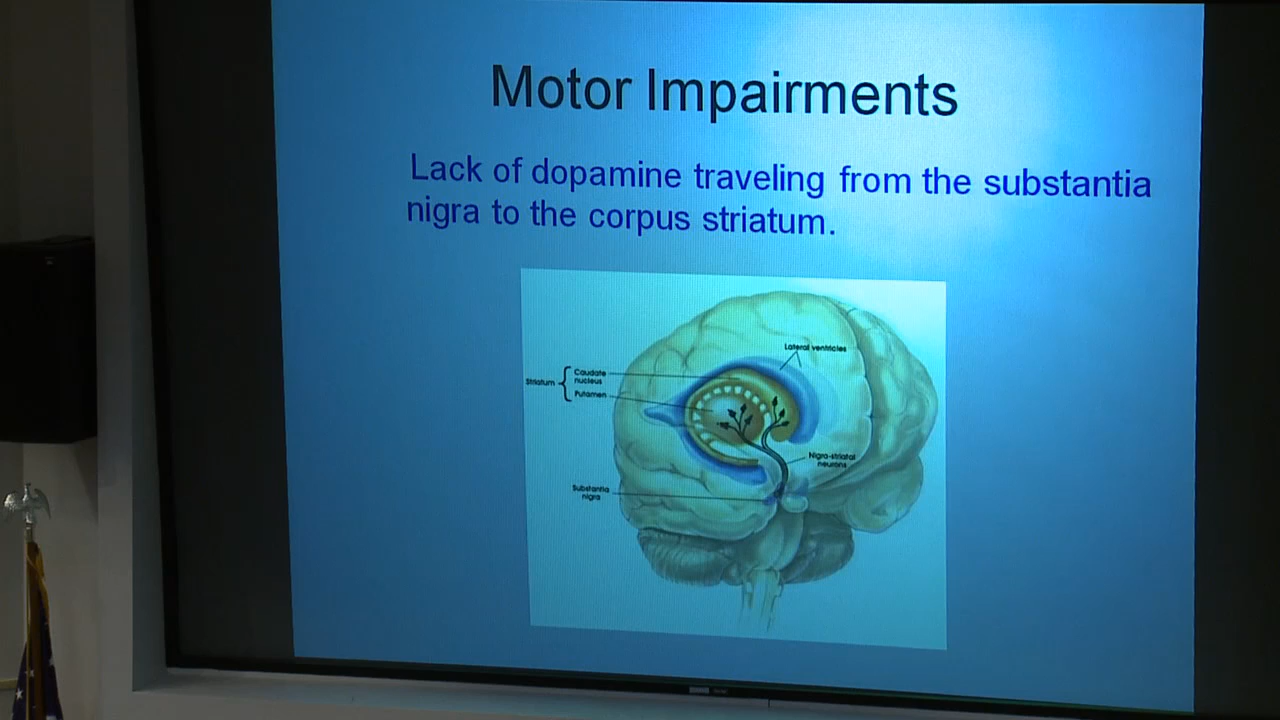 Motor Impairments
Lack of dopamine traveling from the substantia
nigra to the corpus striatum.
Lateral ventricles
Striatum
Caudate
nucleus
Putamen
Nigro-striatal
neurons
Substantia
nigra